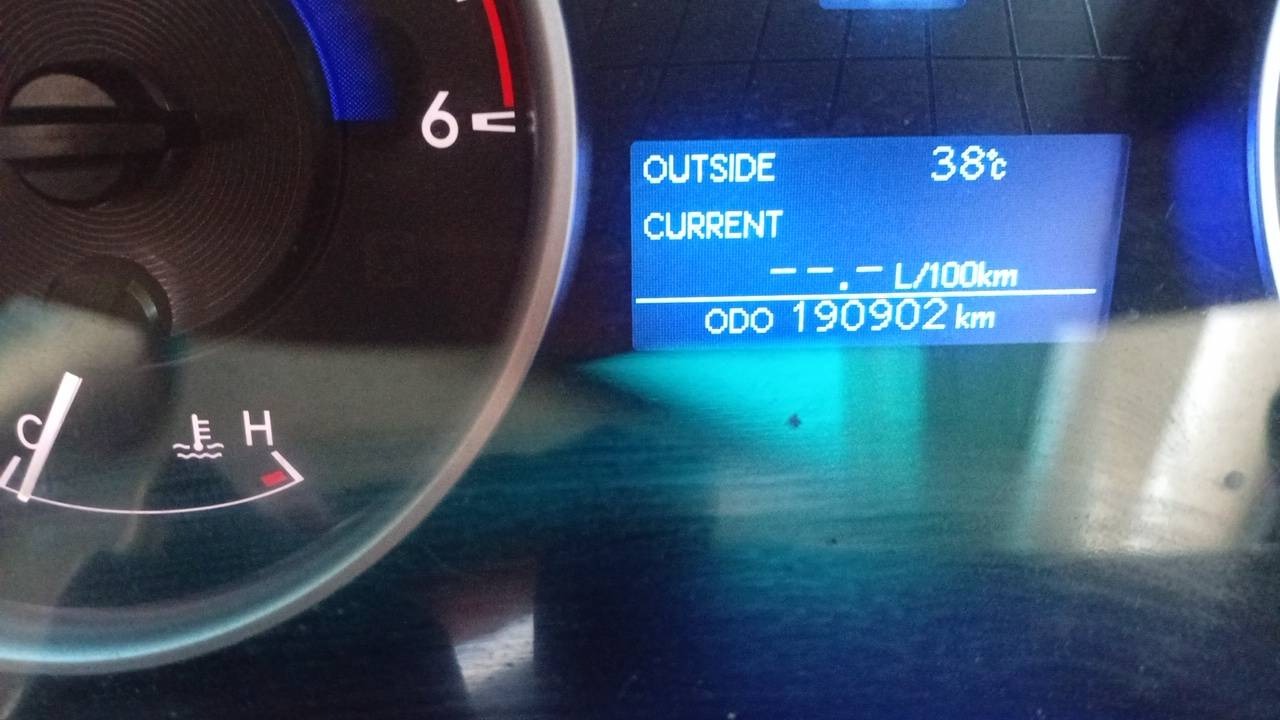 6
OUTSIDE 38°C
CURRENT
--.- L/100km
ODO 190902 km
C H